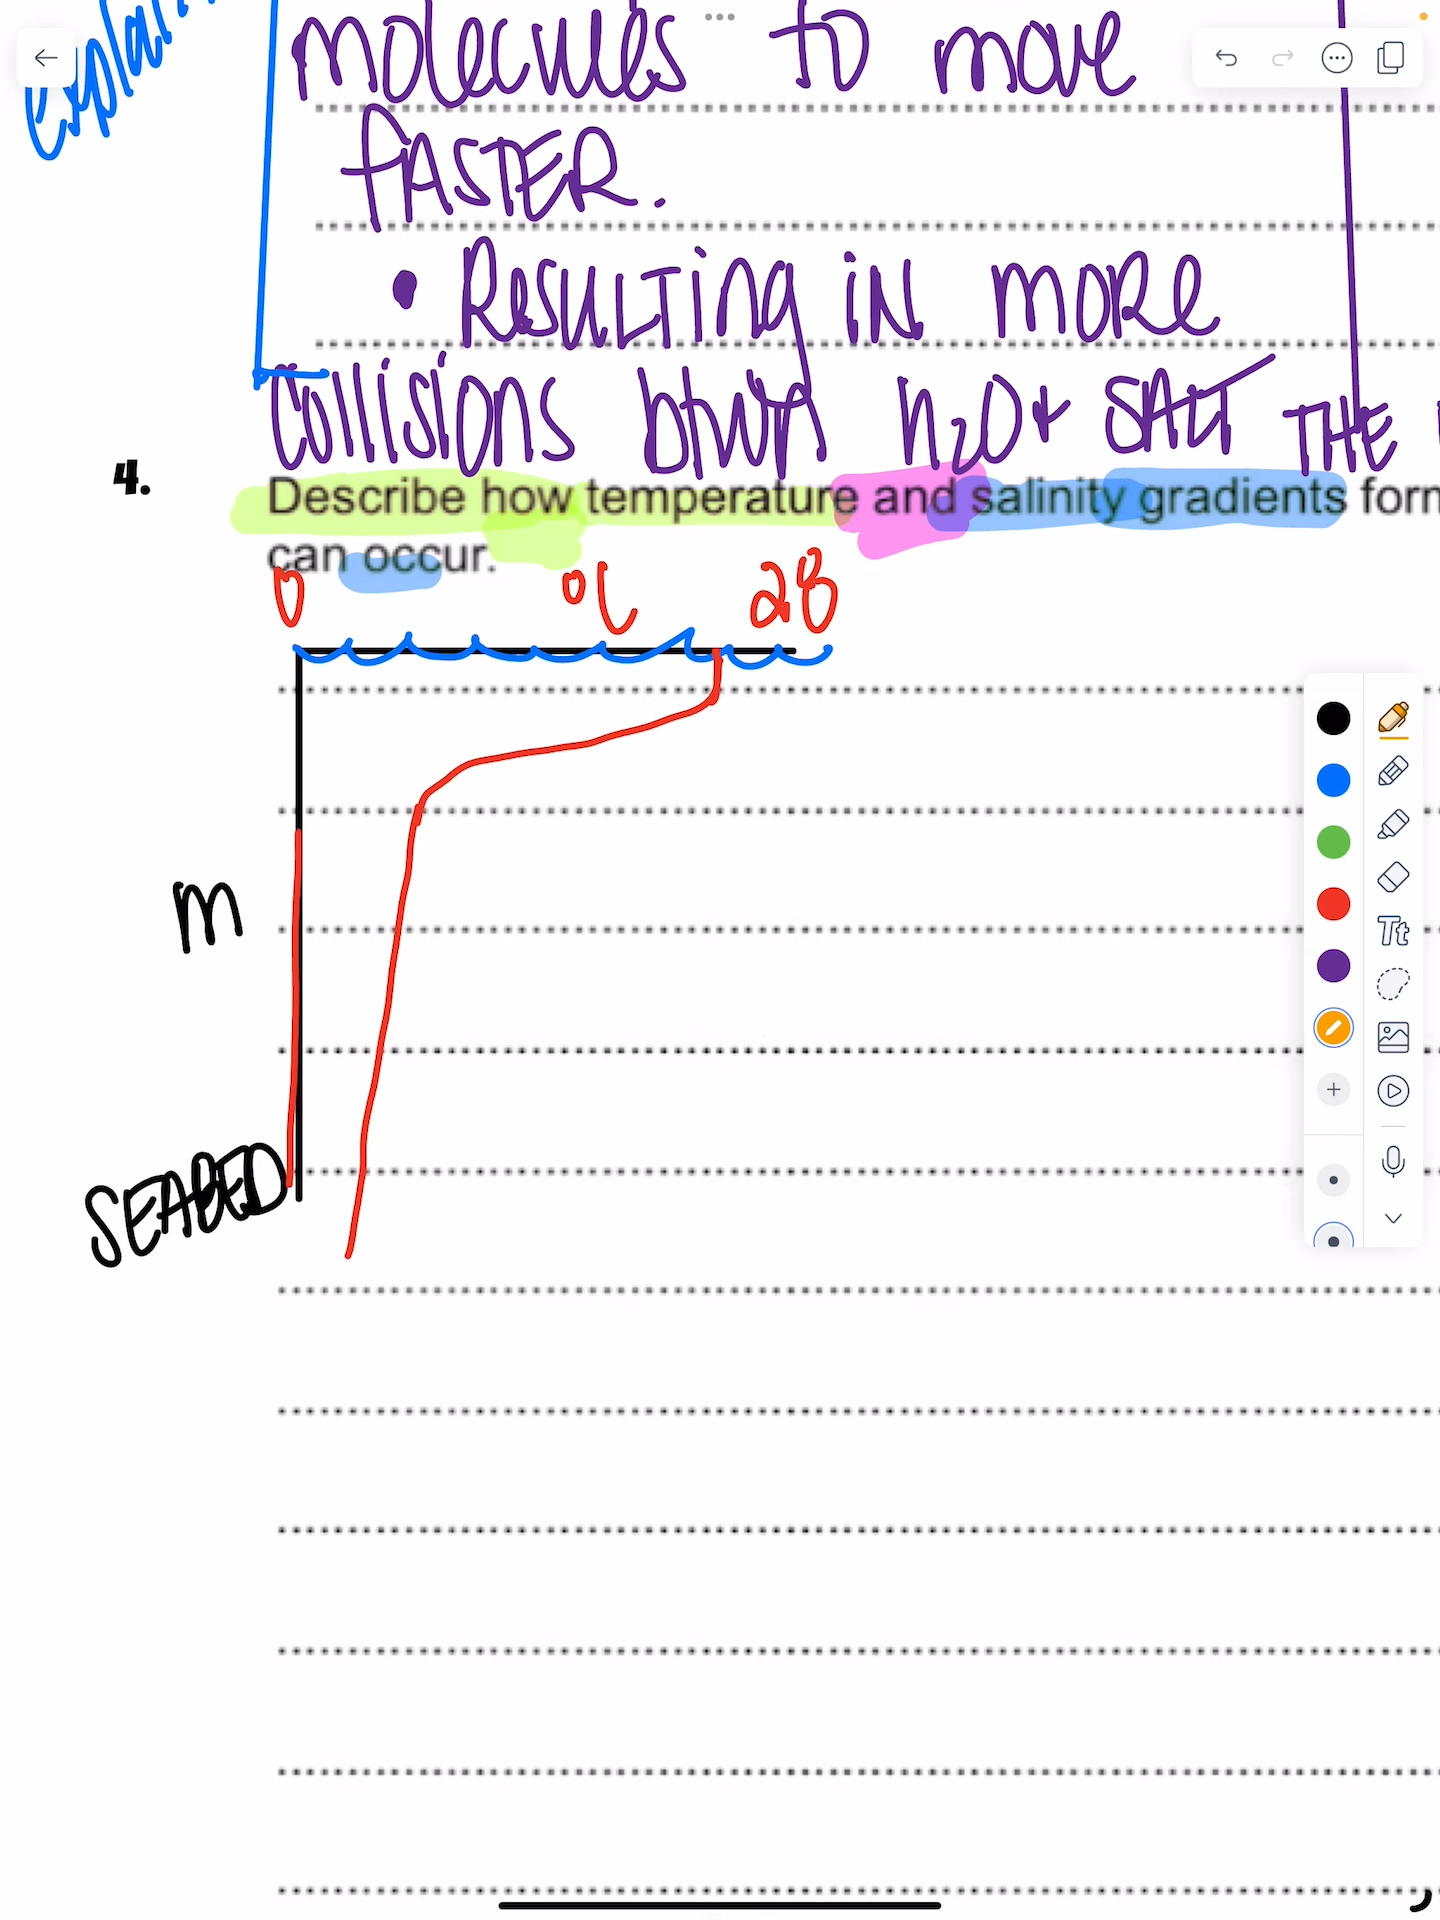 molecules to move
FASTER.
• Resulting in more
Collisions btwn H2O + SALT THE
4.
Describe how temperature and salinity gradients form
can occur.
0 °C 28
m
SEABED
Tt